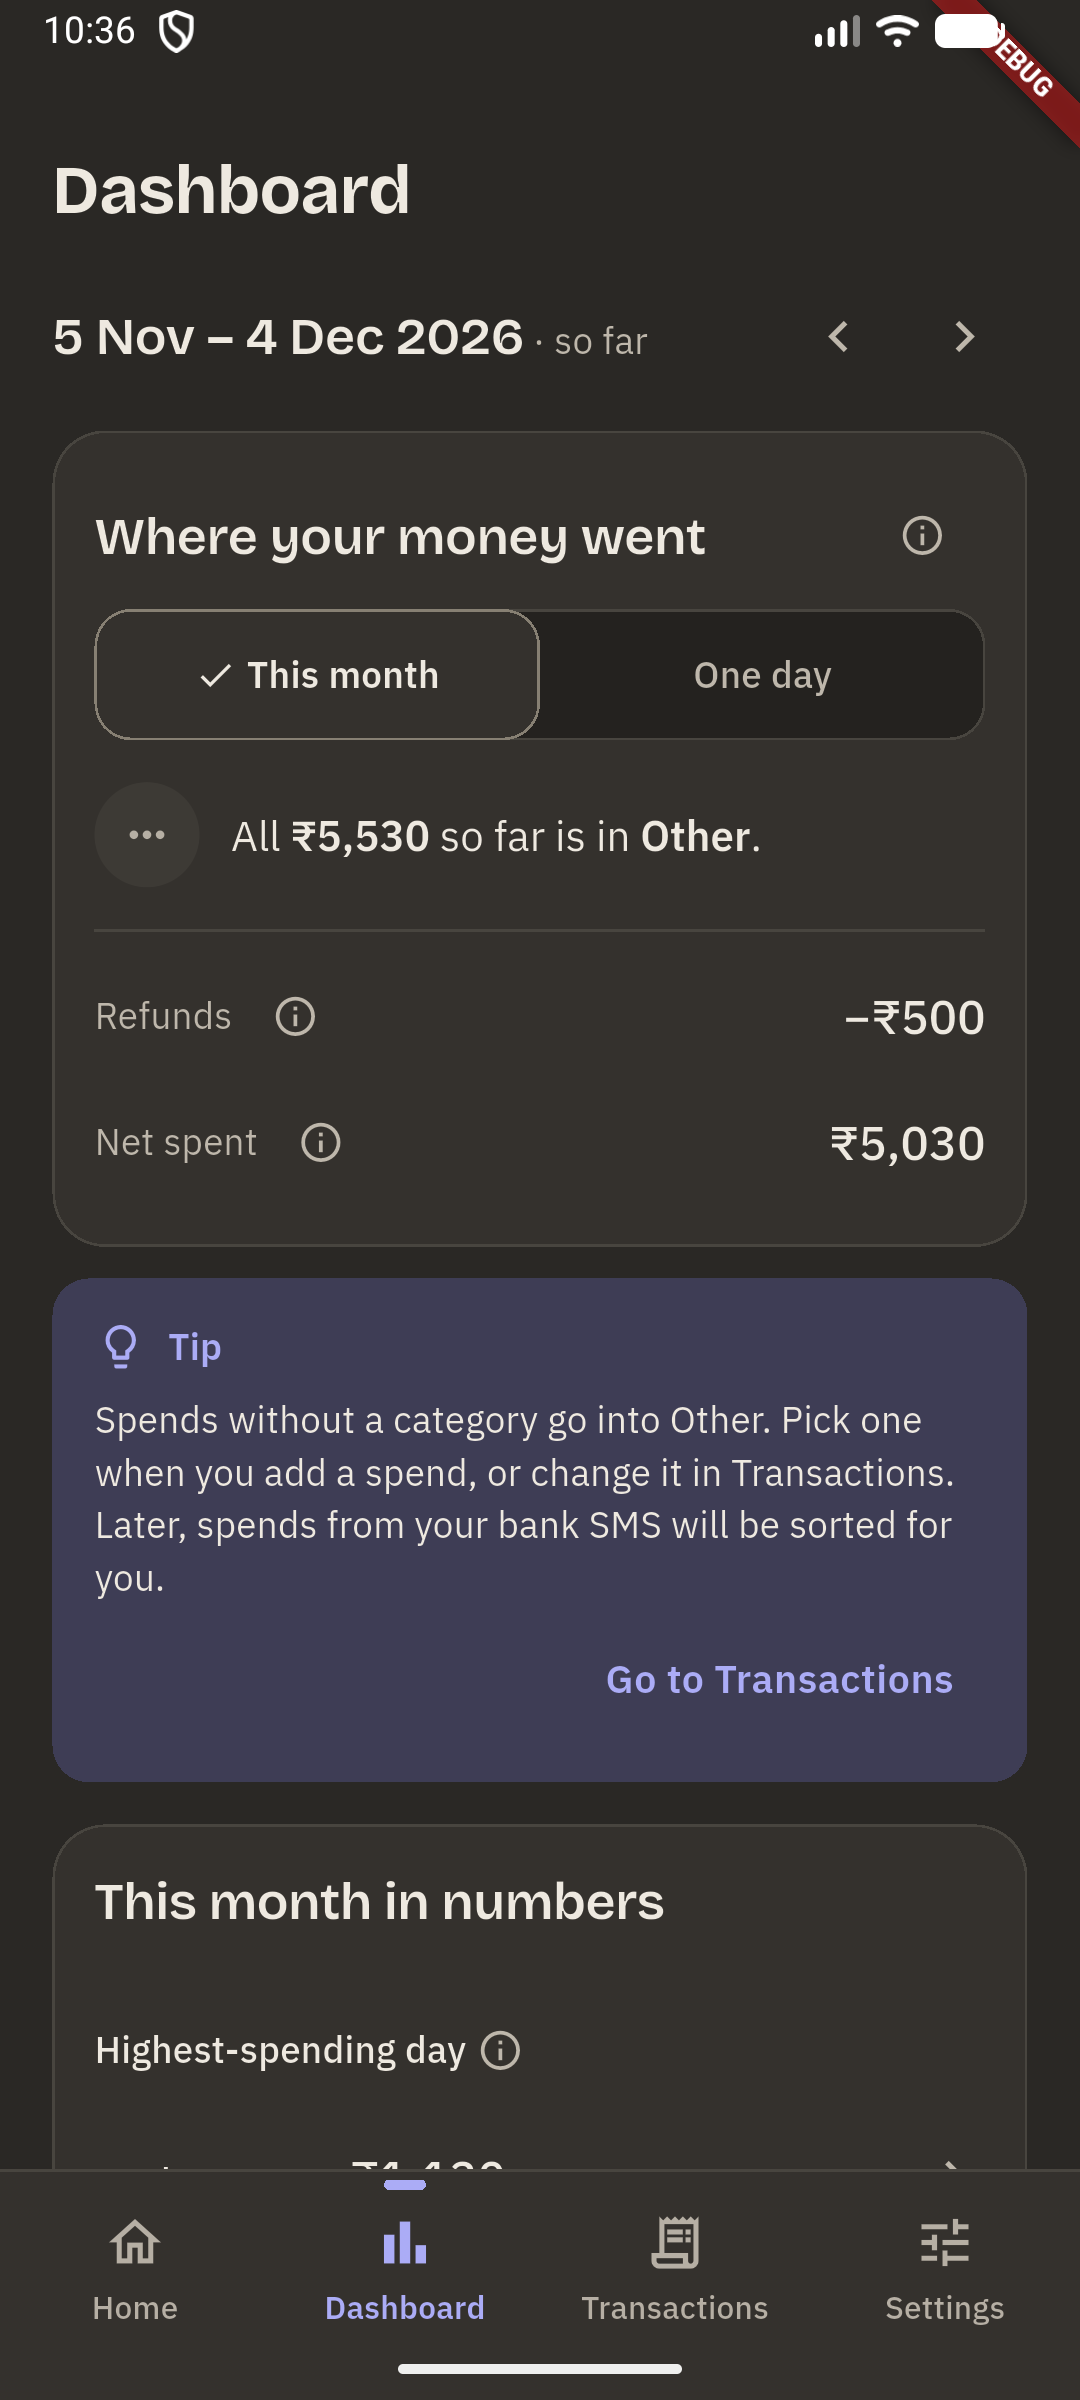 10:36
EBUG
Dashboard
5 Nov – 4 Dec 2026 · so far
Where your money went
This month
One day
All ₹5,530 so far is in Other.
Refunds
−₹500
Net spent
₹5,030
Tip
Spends without a category go into Other. Pick one
when you add a spend, or change it in Transactions.
Later, spends from your bank SMS will be sorted for
you.
Go to Transactions
This month in numbers
Highest-spending day
Home
Dashboard
Transactions
Settings